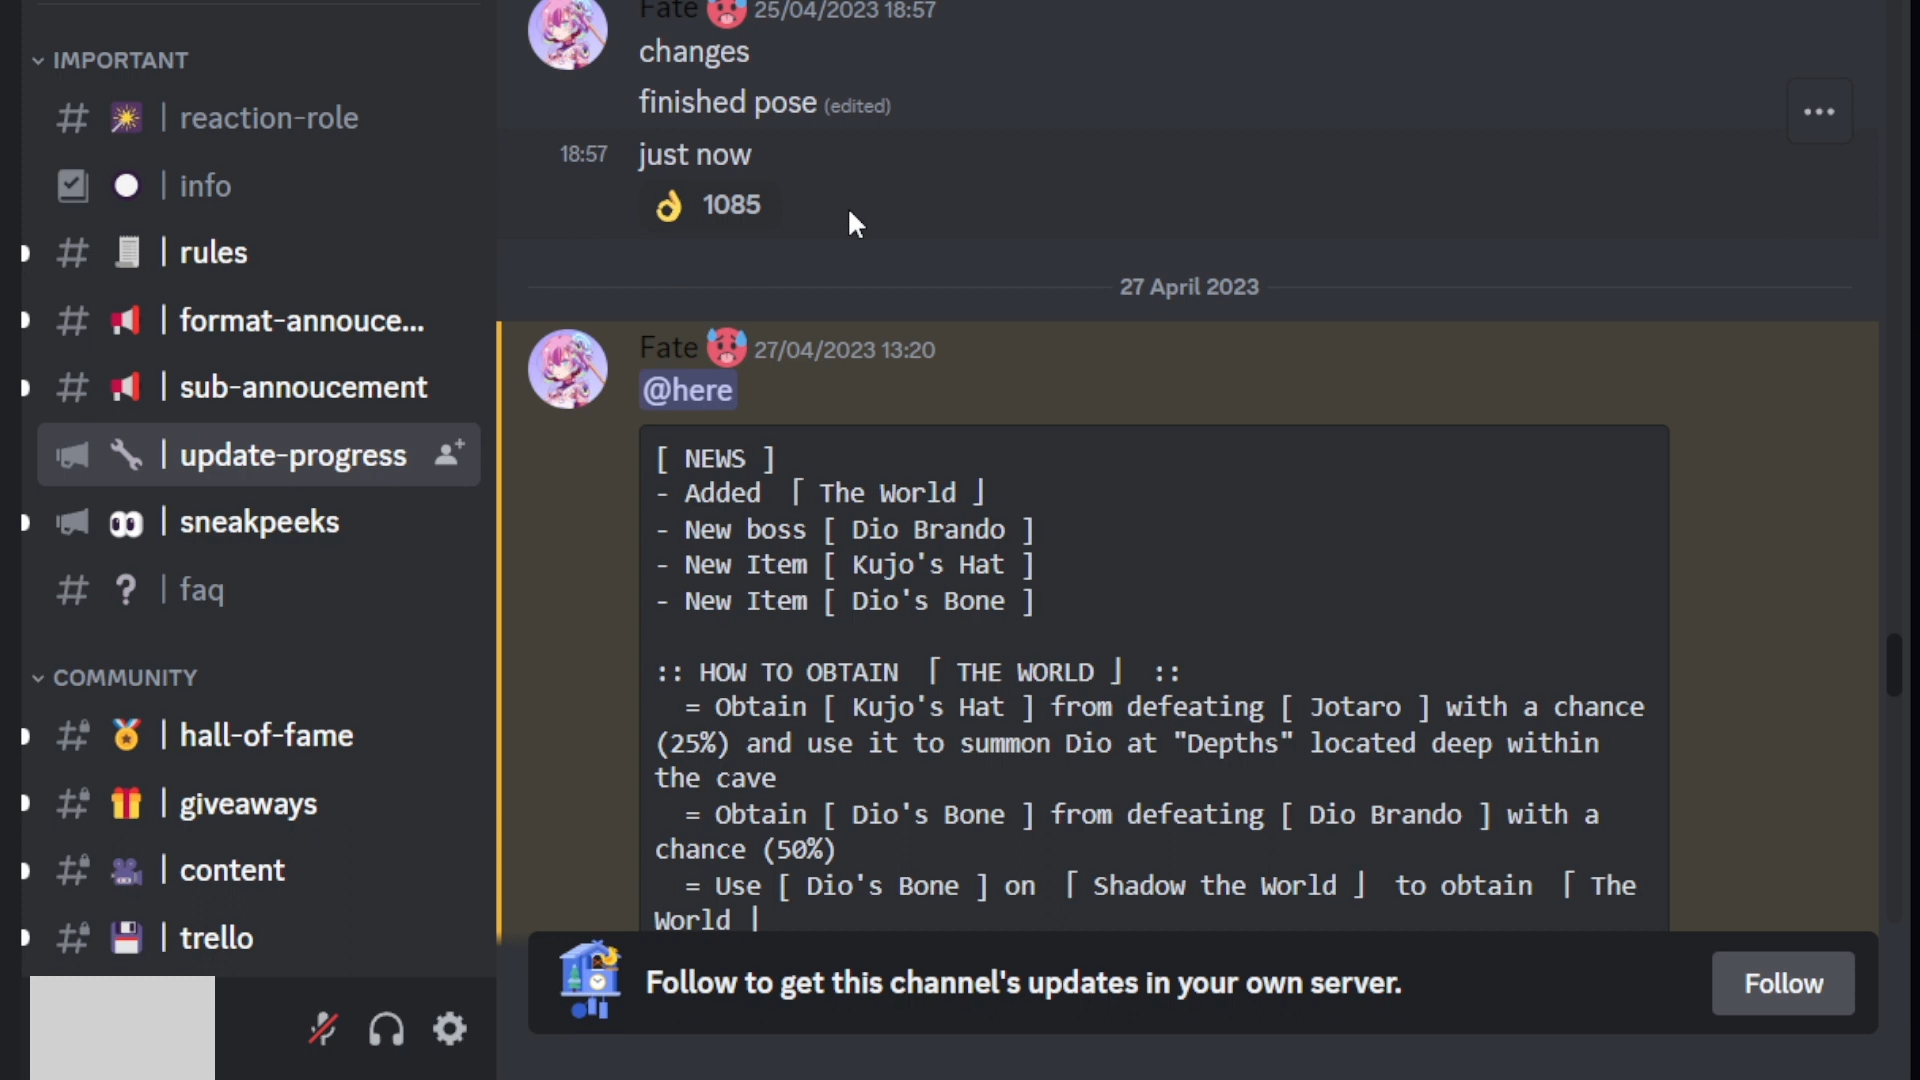 IMPORTANT
| reaction-role
| info
| rules
| format-annouce...
| sub-annoucement
| update-progress
| sneakpeeks
| faq
COMMUNITY
| hall-of-fame
| giveaways
| content
| trello
Fate 25/04/2023 18:57
changes
finished pose (edited)
18:57 just now
1085
27 April 2023
Fate 27/04/2023 13:20
@here
[ NEWS ]
- Added 「 The World 」
- New boss [ Dio Brando ]
- New Item [ Kujo's Hat ]
- New Item [ Dio's Bone ]
:: HOW TO OBTAIN 「 THE WORLD 」 ::
= Obtain [ Kujo's Hat ] from defeating [ Jotaro ] with a chance
(25%) and use it to summon Dio at "Depths" located deep within
the cave
= Obtain [ Dio's Bone ] from defeating [ Dio Brando ] with a
chance (50%)
= Use [ Dio's Bone ] on 「 Shadow the World 」 to obtain 「 The
World 」
Follow to get this channel's updates in your own server.
Follow